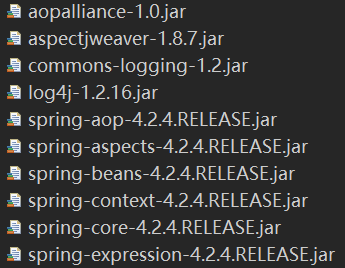 aopalliance-1.0.jar
aspectjweaver-1.8.7.jar
commons-logging-1.2.jar
log4j-1.2.16.jar
spring-aop-4.2.4.RELEASE.jar
spring-aspects-4.2.4.RELEASE.jar
spring-beans-4.2.4.RELEASE.jar
spring-context-4.2.4.RELEASE.jar
spring-core-4.2.4.RELEASE.jar
spring-expression-4.2.4.RELEASE.jar